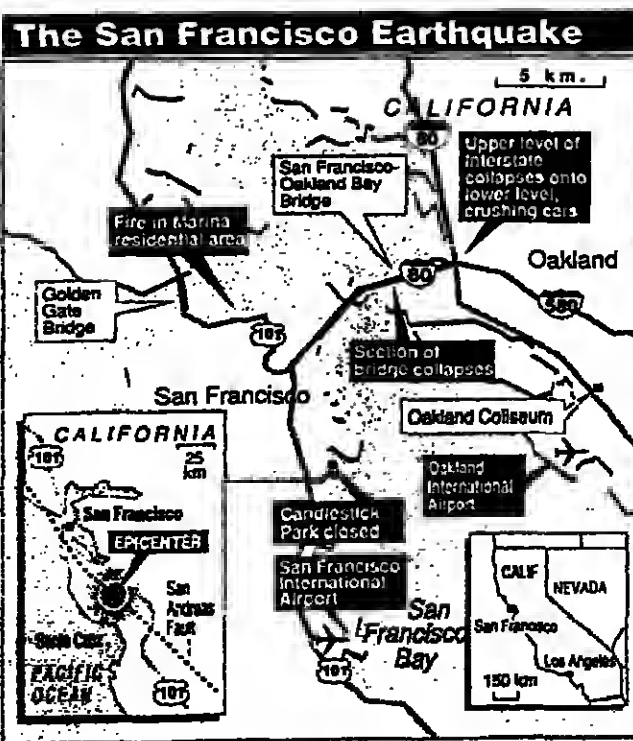 The San Francisco Earthquake
5 km.
CALIFORNIA
80
San Francisco-
Oakland Bay
Bridge
Upper level of
Interstate
collapses onto
lower level,
crushing cars
Fire in Marina
residential area
Golden
Gate
Bridge
80
Oakland
580
101
Section of
bridge collapses
San Francisco
Oakland Coliseum
Oakland
International
Airport
Candlestick
Park closed
San Francisco
International
Airport
San
Francisco
Bay
101
CALIFORNIA
101
25
km
San Francisco
EPICENTER
San
Andreas
Fault
Santa Cruz
PACIFIC
OCEAN
101
CALIF
NEVADA
San Francisco
Los Angeles
150 km